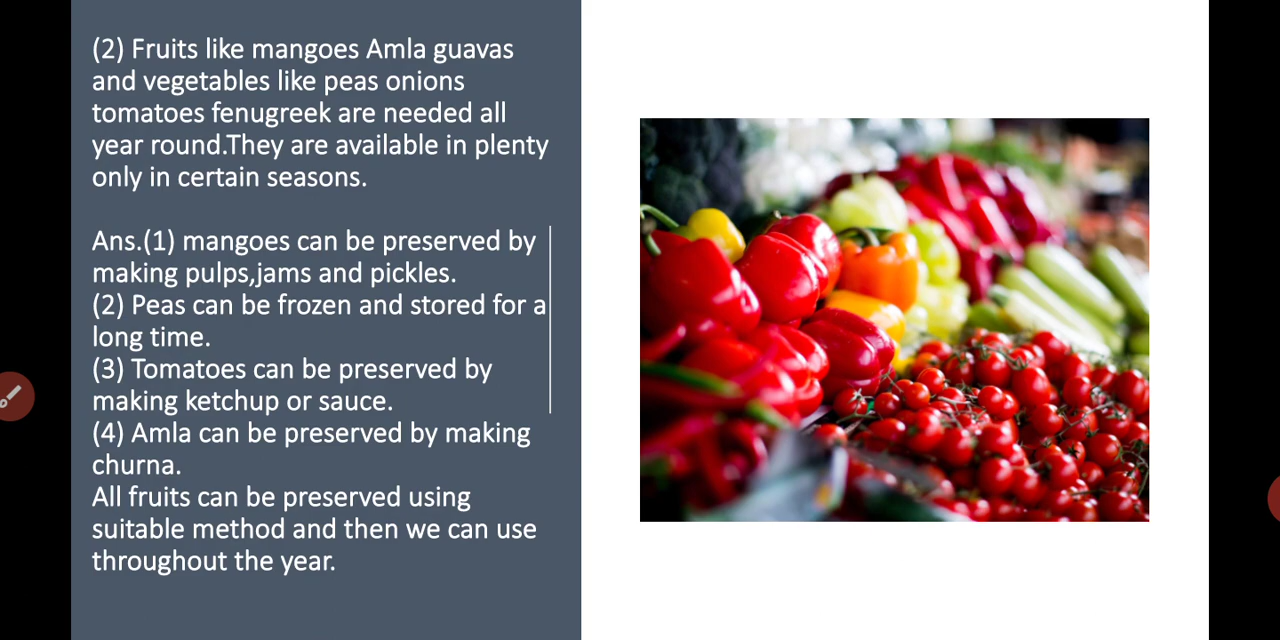 (2) Fruits like mangoes Amla guavas
and vegetables like peas onions
tomatoes fenugreek are needed all
year round.They are available in plenty
only in certain seasons.
Ans.(1) mangoes can be preserved by
making pulps,jams and pickles.
(2) Peas can be frozen and stored for a
long time.
(3) Tomatoes can be preserved by
making ketchup or sauce.
(4) Amla can be preserved by making
churna.
All fruits can be preserved using
suitable method and then we can use
throughout the year.